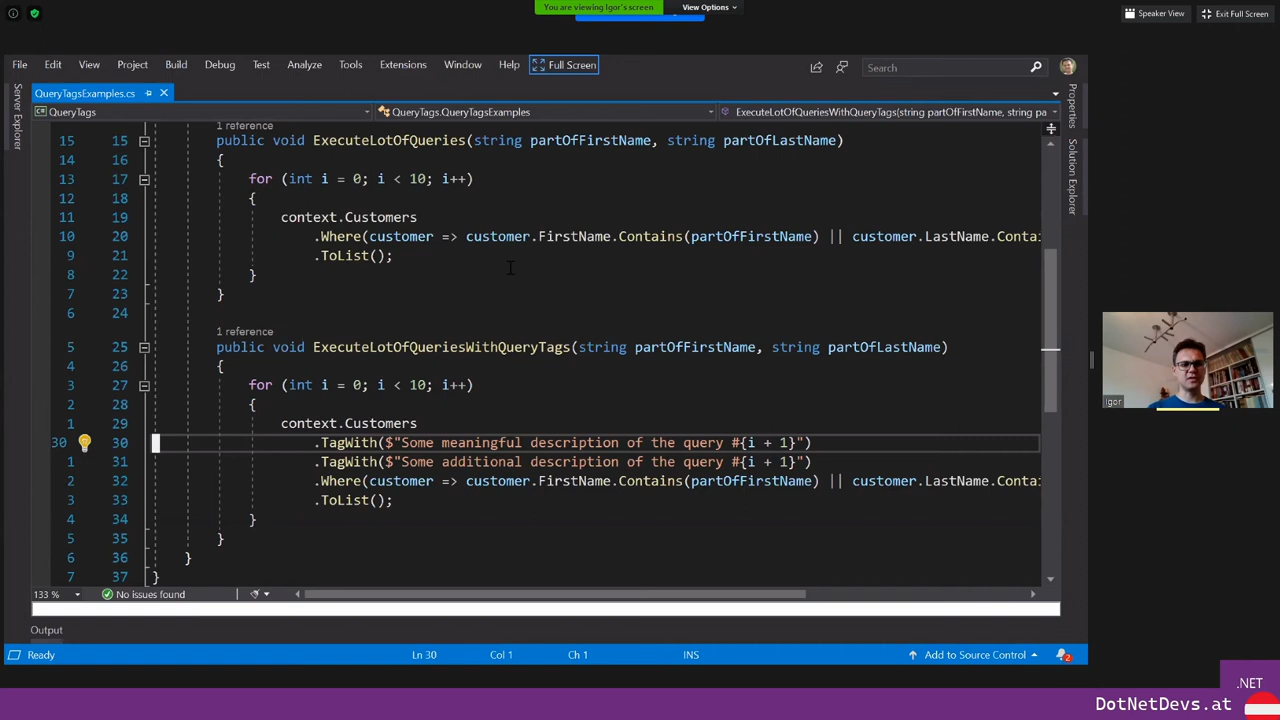 You are viewing Igor's screen
View Options
Speaker View
Exit Full Screen
File Edit View Project Build Debug Test Analyze Tools Extensions Window Help Full Screen
Search
QueryTagsExamples.cs
QueryTags
QueryTags.QueryTagsExamples
ExecuteLotOfQueriesWithQueryTags(string partOfFirstName, string pa
Server Explorer
Properties
Solution Explorer
1 reference
15 15 public void ExecuteLotOfQueries(string partOfFirstName, string partOfLastName)
14 16 {
13 17 for (int i = 0; i < 10; i++)
12 18 {
11 19 context.Customers
10 20 .Where(customer => customer.FirstName.Contains(partOfFirstName) || customer.LastName.Contai
9 21 .ToList();
8 22 }
7 23 }
6 24
1 reference
5 25 public void ExecuteLotOfQueriesWithQueryTags(string partOfFirstName, string partOfLastName)
4 26 {
3 27 for (int i = 0; i < 10; i++)
2 28 {
1 29 context.Customers
30 30 .TagWith($"Some meaningful description of the query #{i + 1}")
1 31 .TagWith($"Some additional description of the query #{i + 1}")
2 32 .Where(customer => customer.FirstName.Contains(partOfFirstName) || customer.LastName.Contai
3 33 .ToList();
4 34 }
5 35 }
6 36 }
7 37 }
133 % No issues found
Output
Ready Ln 30 Col 1 Ch 1 INS Add to Source Control 2
Igor
.NET
DotNetDevs.at